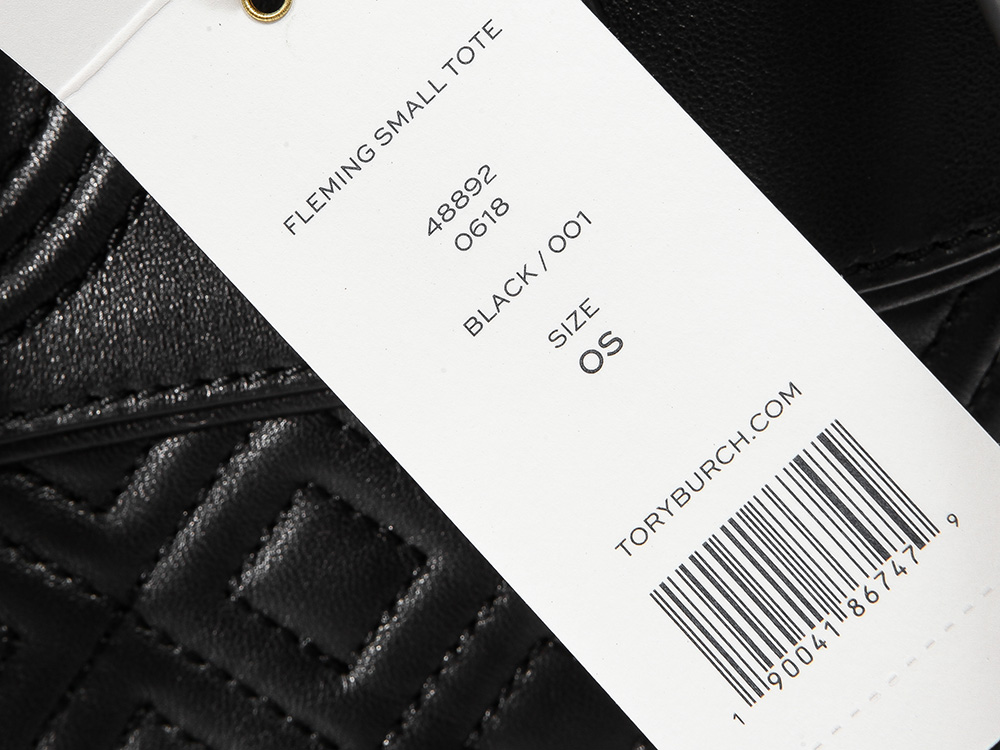 FLEMING SMALL TOTE
48892
0618
BLACK / 001
SIZE
OS
TORYBURCH.COM
1 90041 86747 9